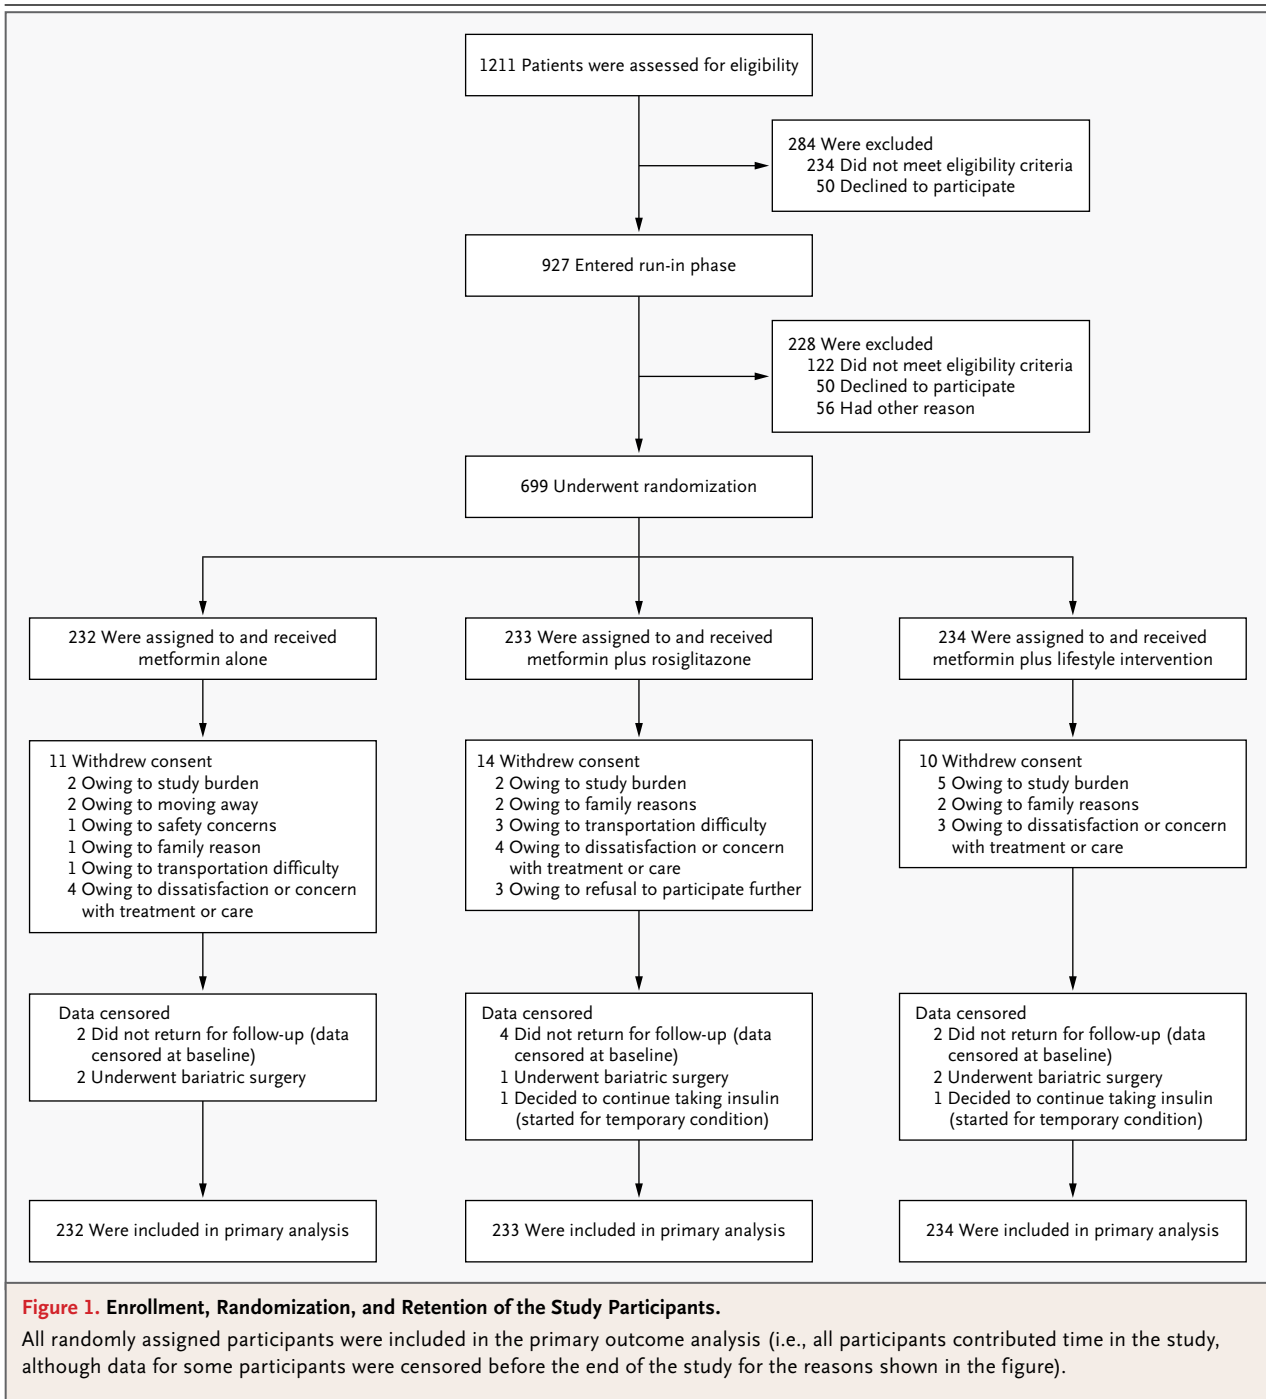 1211 Patients were assessed for eligibility
284 Were excluded
234 Did not meet eligibility criteria
50 Declined to participate
927 Entered run-in phase
228 Were excluded
122 Did not meet eligibility criteria
50 Declined to participate
56 Had other reason
699 Underwent randomization
232 Were assigned to and received
metformin alone
233 Were assigned to and received
metformin plus rosiglitazone
234 Were assigned to and received
metformin plus lifestyle intervention
11 Withdrew consent
2 Owing to study burden
2 Owing to moving away
1 Owing to safety concerns
1 Owing to family reason
1 Owing to transportation difficulty
4 Owing to dissatisfaction or concern
with treatment or care
14 Withdrew consent
2 Owing to study burden
2 Owing to family reasons
3 Owing to transportation difficulty
4 Owing to dissatisfaction or concern
with treatment or care
3 Owing to refusal to participate further
10 Withdrew consent
5 Owing to study burden
2 Owing to family reasons
3 Owing to dissatisfaction or concern
with treatment or care
Data censored
2 Did not return for follow-up (data
censored at baseline)
2 Underwent bariatric surgery
Data censored
4 Did not return for follow-up (data
censored at baseline)
1 Underwent bariatric surgery
1 Decided to continue taking insulin
(started for temporary condition)
Data censored
2 Did not return for follow-up (data
censored at baseline)
2 Underwent bariatric surgery
1 Decided to continue taking insulin
(started for temporary condition)
232 Were included in primary analysis
233 Were included in primary analysis
234 Were included in primary analysis
Figure 1. Enrollment, Randomization, and Retention of the Study Participants.
All randomly assigned participants were included in the primary outcome analysis (i.e., all participants contributed time in the study,
although data for some participants were censored before the end of the study for the reasons shown in the figure).